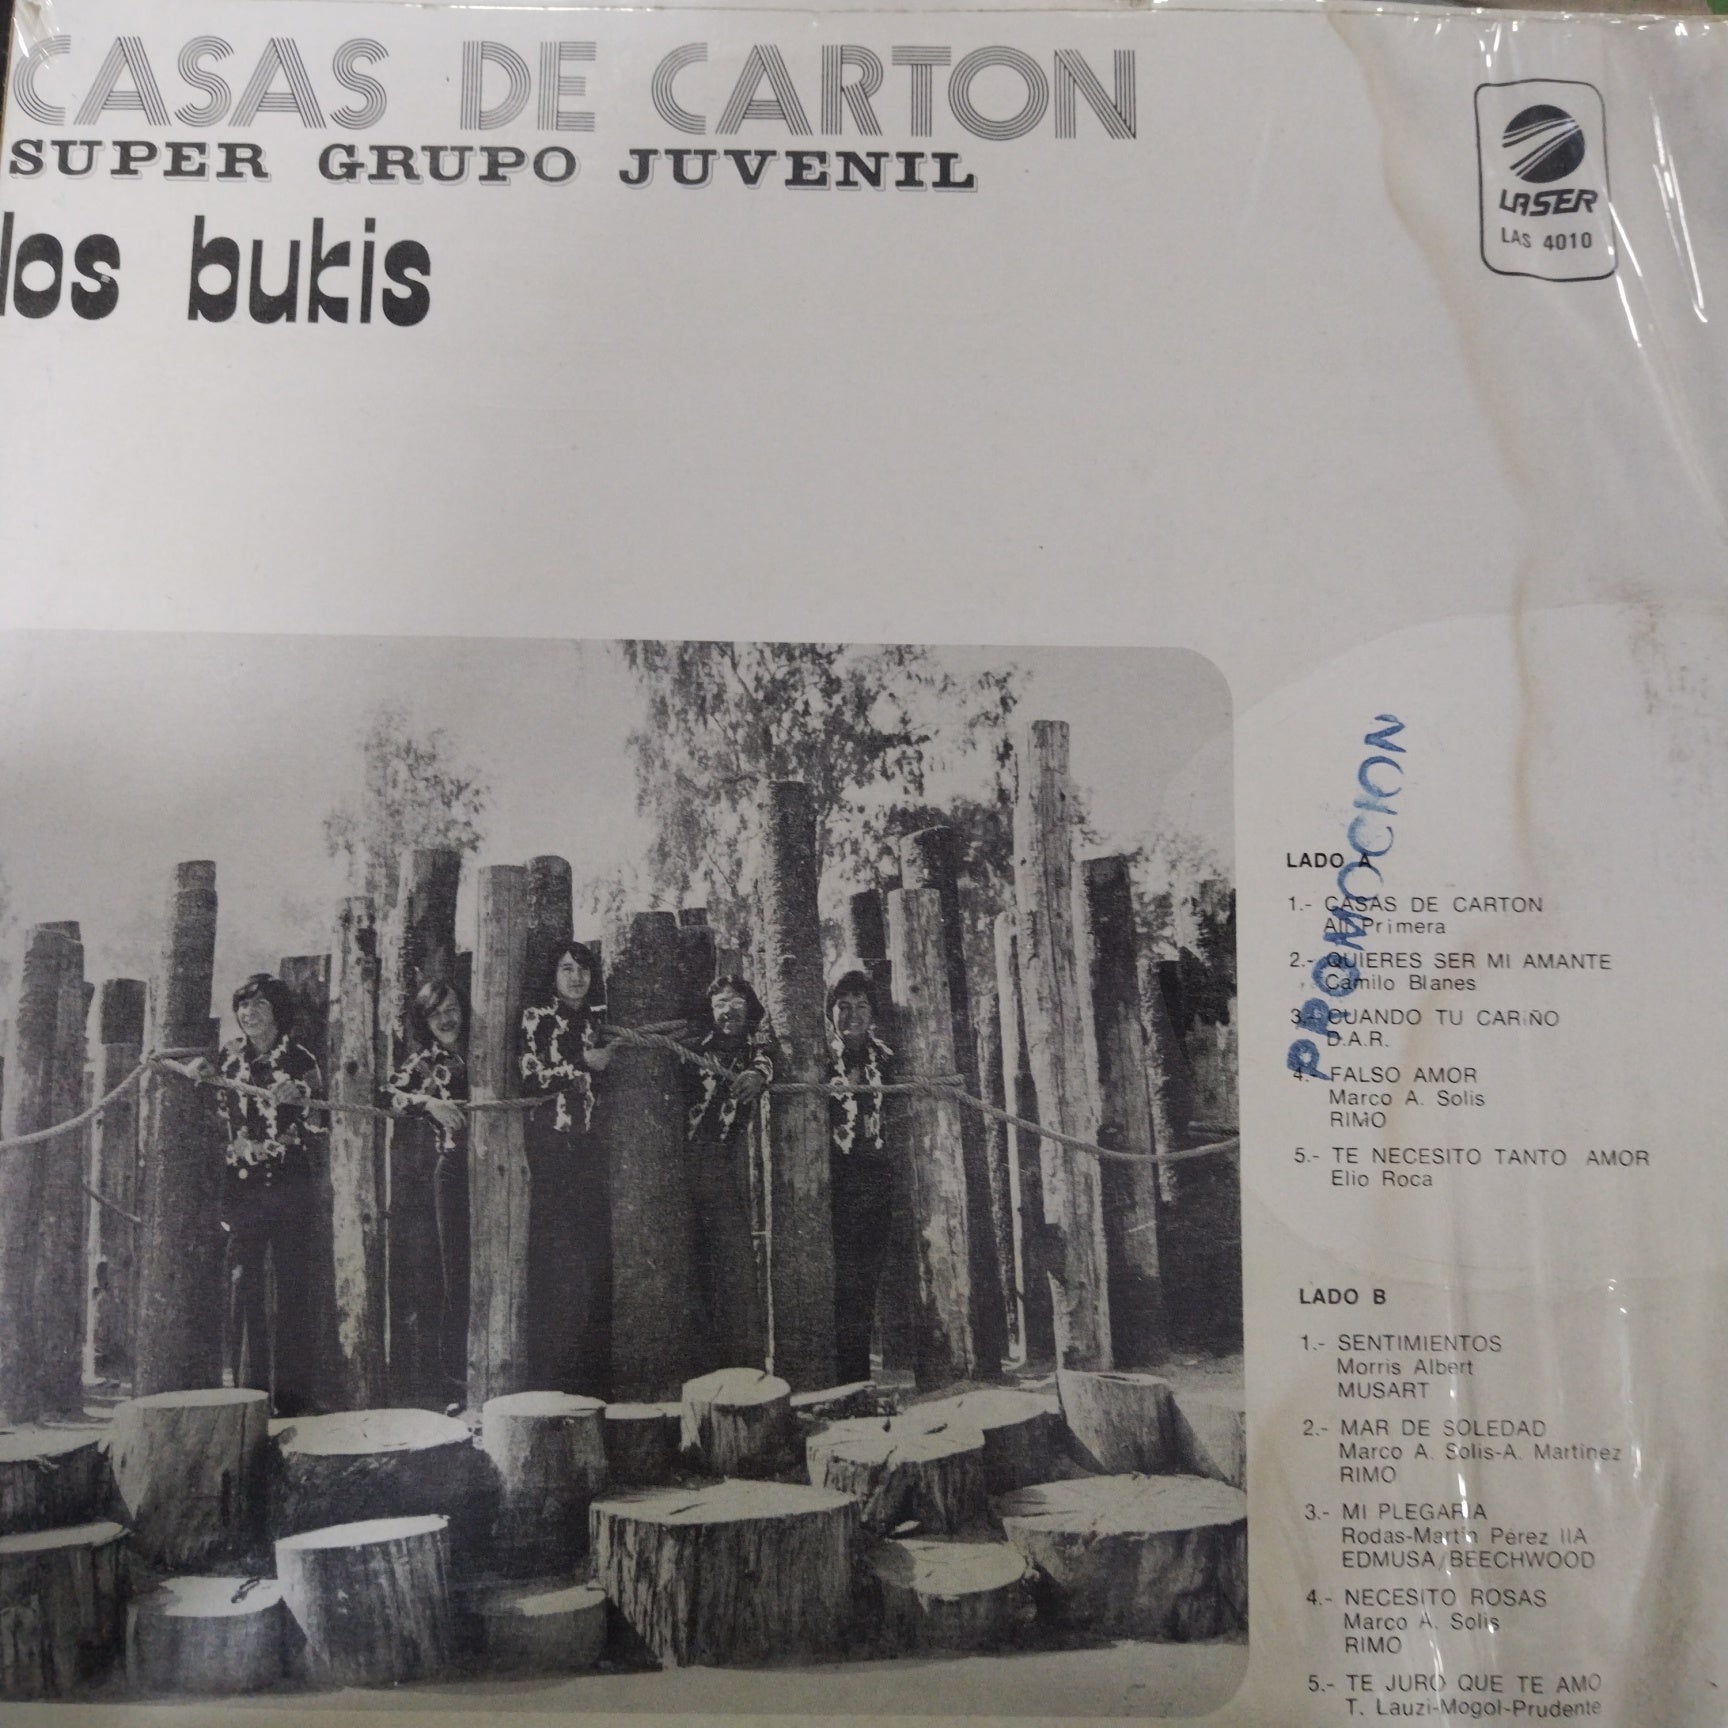 CASAS DE CARTON
SUPER GRUPO JUVENIL
los bukis
LASER
LAS 4010
PROMOCION
LADO A
1.- CASAS DE CARTON
Alí Primera
2.- QUIERES SER MI AMANTE
Camilo Blanes
3.- CUANDO TU CARIÑO
D.A.R.
4.- FALSO AMOR
Marco A. Solis
RIMO
5.- TE NECESITO TANTO AMOR
Elio Roca
LADO B
1.- SENTIMIENTOS
Morris Albert
MUSART
2.- MAR DE SOLEDAD
Marco A. Solis-A. Martínez
RIMO
3.- MI PLEGARIA
Rodas-Martín Pérez IIA
EDMUSA/BEECHWOOD
4.- NECESITO ROSAS
Marco A. Solis
RIMO
5.- TE JURO QUE TE AMO
T. Lauzi-Mogol-Prudente